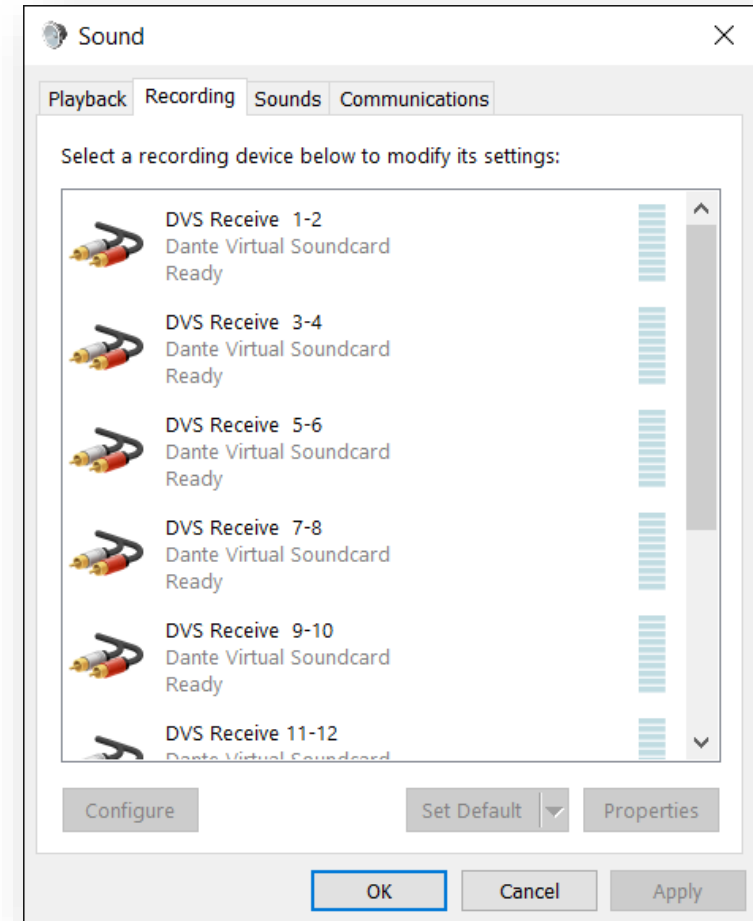 Sound
Playback Recording Sounds Communications
Select a recording device below to modify its settings:
DVS Receive 1-2
Dante Virtual Soundcard
Ready
DVS Receive 3-4
Dante Virtual Soundcard
Ready
DVS Receive 5-6
Dante Virtual Soundcard
Ready
DVS Receive 7-8
Dante Virtual Soundcard
Ready
DVS Receive 9-10
Dante Virtual Soundcard
Ready
DVS Receive 11-12
Dante Virtual Soundcard
Configure Set Default Properties
OK Cancel Apply